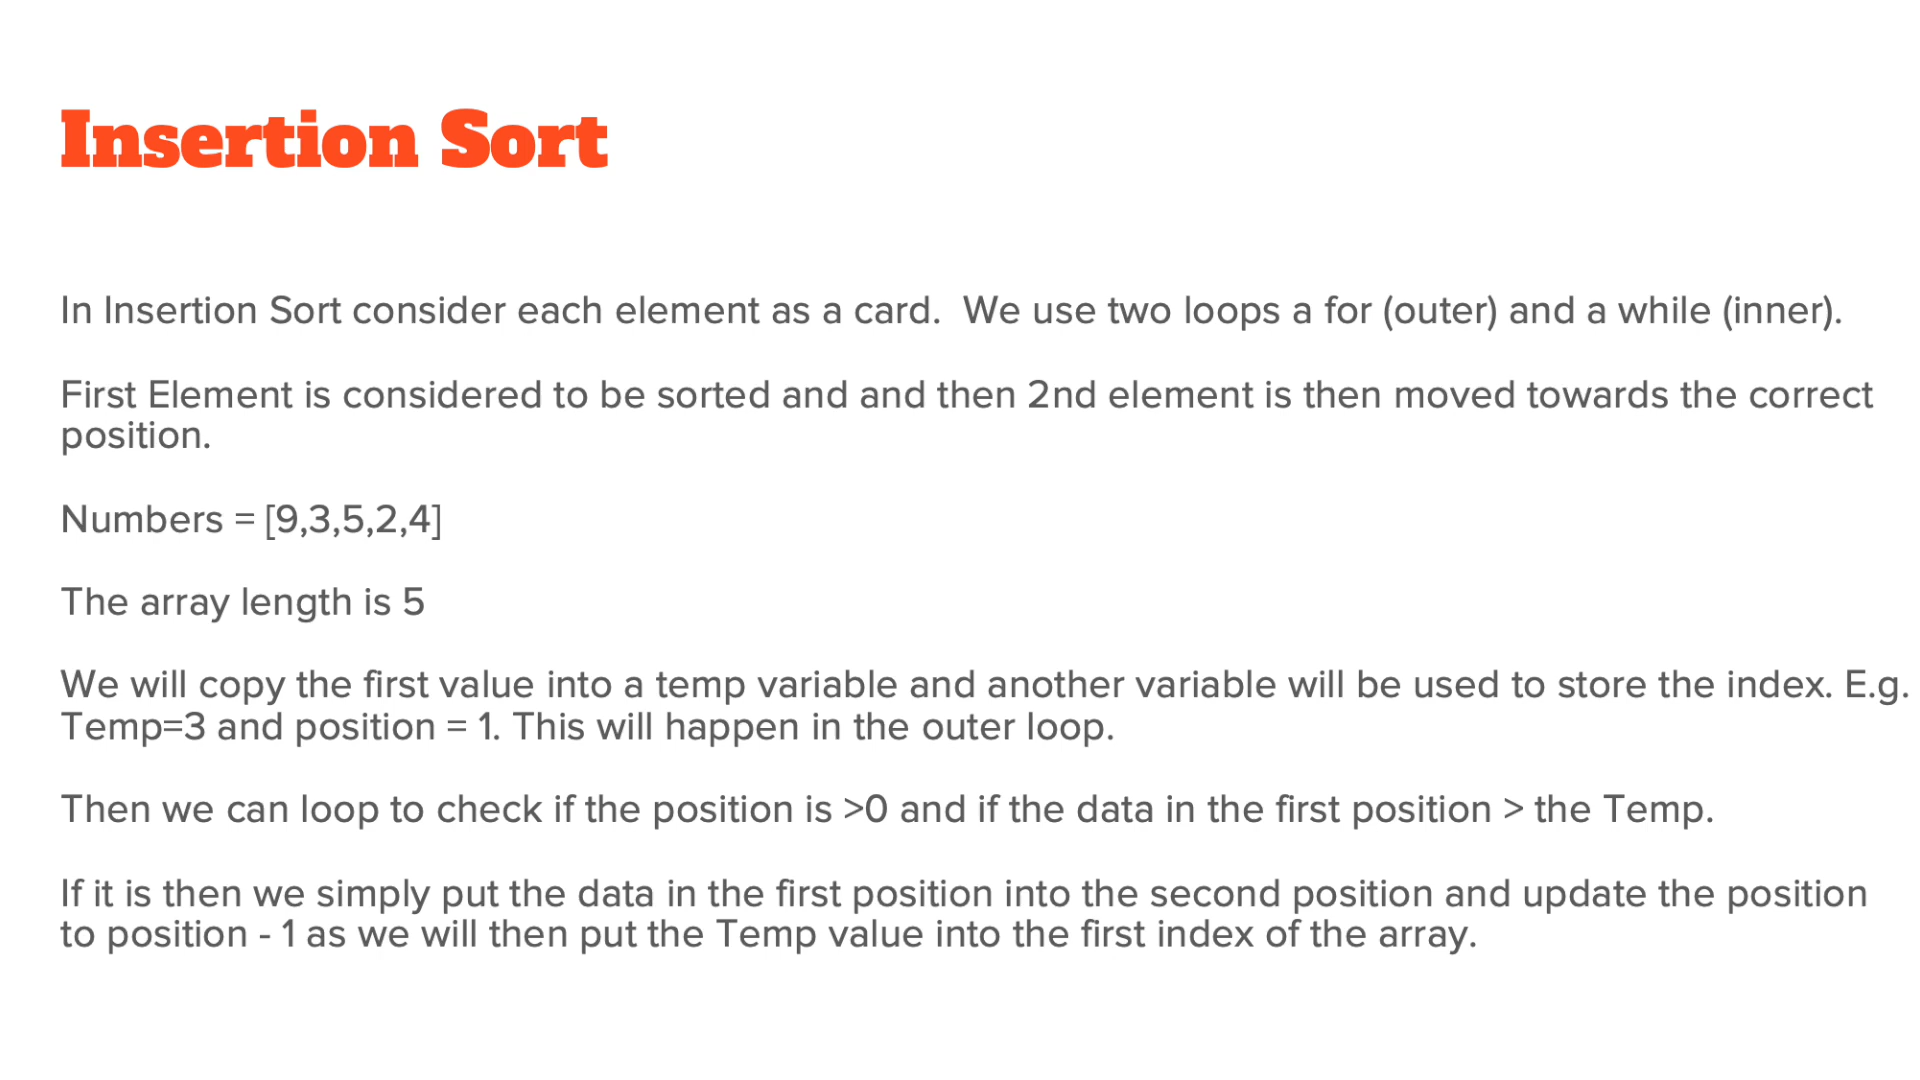 Insertion Sort
In Insertion Sort consider each element as a card.  We use two loops a for (outer) and a while (inner).
First Element is considered to be sorted and and then 2nd element is then moved towards the correct
position.
Numbers = [9,3,5,2,4]
The array length is 5
We will copy the first value into a temp variable and another variable will be used to store the index. E.g.
Temp=3 and position = 1. This will happen in the outer loop.
Then we can loop to check if the position is >0 and if the data in the first position > the Temp.
If it is then we simply put the data in the first position into the second position and update the position
to position - 1 as we will then put the Temp value into the first index of the array.